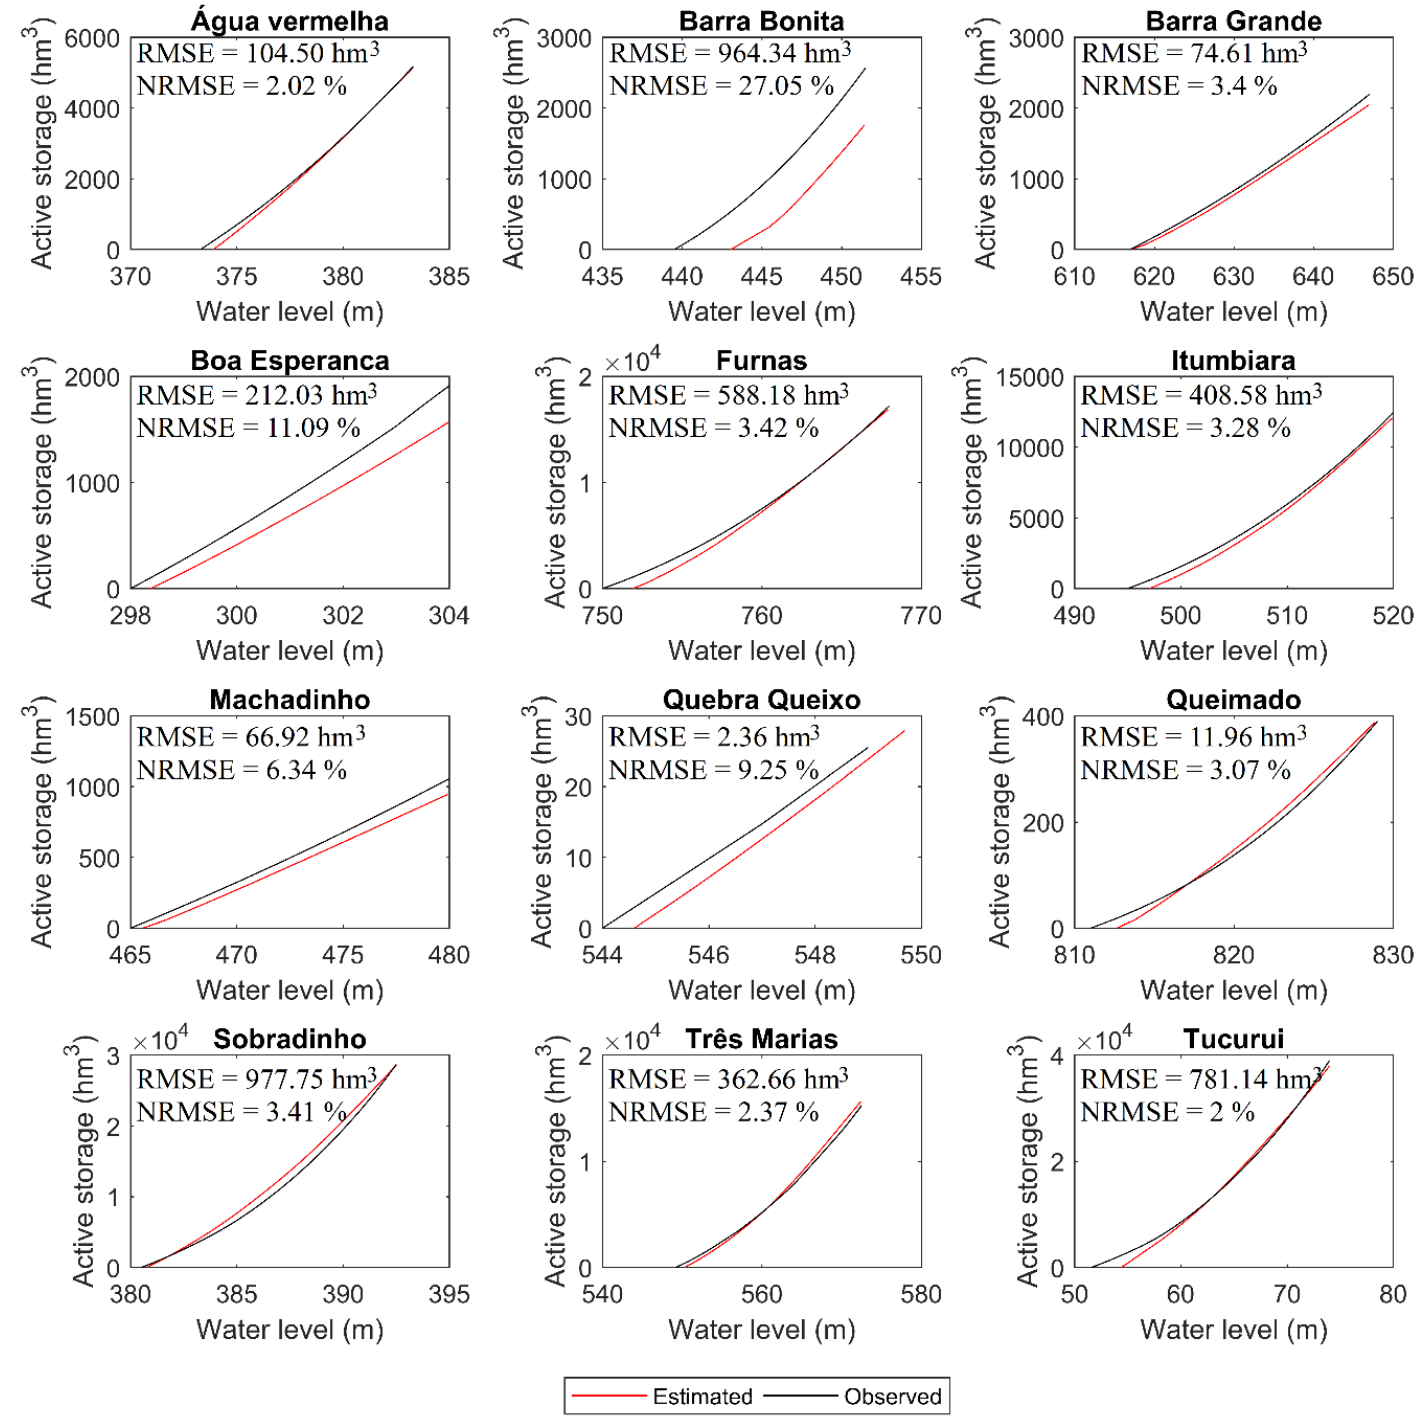 Água vermelha
RMSE = 104.50 hm³
NRMSE = 2.02 %
Active storage (hm³)
6000
4000
2000
0
370 375 380 385
Water level (m)
Barra Bonita
RMSE = 964.34 hm³
NRMSE = 27.05 %
Active storage (hm³)
3000
2000
1000
0
435 440 445 450 455
Water level (m)
Barra Grande
RMSE = 74.61 hm³
NRMSE = 3.4 %
Active storage (hm³)
3000
2000
1000
0
610 620 630 640 650
Water level (m)
Boa Esperanca
RMSE = 212.03 hm³
NRMSE = 11.09 %
Active storage (hm³)
2000
1000
0
298 300 302 304
Water level (m)
×10⁴
Furnas
RMSE = 588.18 hm³
NRMSE = 3.42 %
Active storage (hm³)
2
1
0
750 760 770
Water level (m)
Itumbiara
RMSE = 408.58 hm³
NRMSE = 3.28 %
Active storage (hm³)
15000
10000
5000
0
490 500 510 520
Water level (m)
Machadinho
RMSE = 66.92 hm³
NRMSE = 6.34 %
Active storage (hm³)
1500
1000
500
0
465 470 475 480
Water level (m)
Quebra Queixo
RMSE = 2.36 hm³
NRMSE = 9.25 %
Active storage (hm³)
30
20
10
0
544 546 548 550
Water level (m)
Queimado
RMSE = 11.96 hm³
NRMSE = 3.07 %
Active storage (hm³)
400
200
0
810 820 830
Water level (m)
×10⁴
Sobradinho
RMSE = 977.75 hm³
NRMSE = 3.41 %
Active storage (hm³)
3
2
1
0
380 385 390 395
Water level (m)
×10⁴
Três Marias
RMSE = 362.66 hm³
NRMSE = 2.37 %
Active storage (hm³)
2
1
0
540 560 580
Water level (m)
×10⁴
Tucurui
RMSE = 781.14 hm³
NRMSE = 2 %
Active storage (hm³)
4
2
0
50 60 70 80
Water level (m)
Estimated Observed